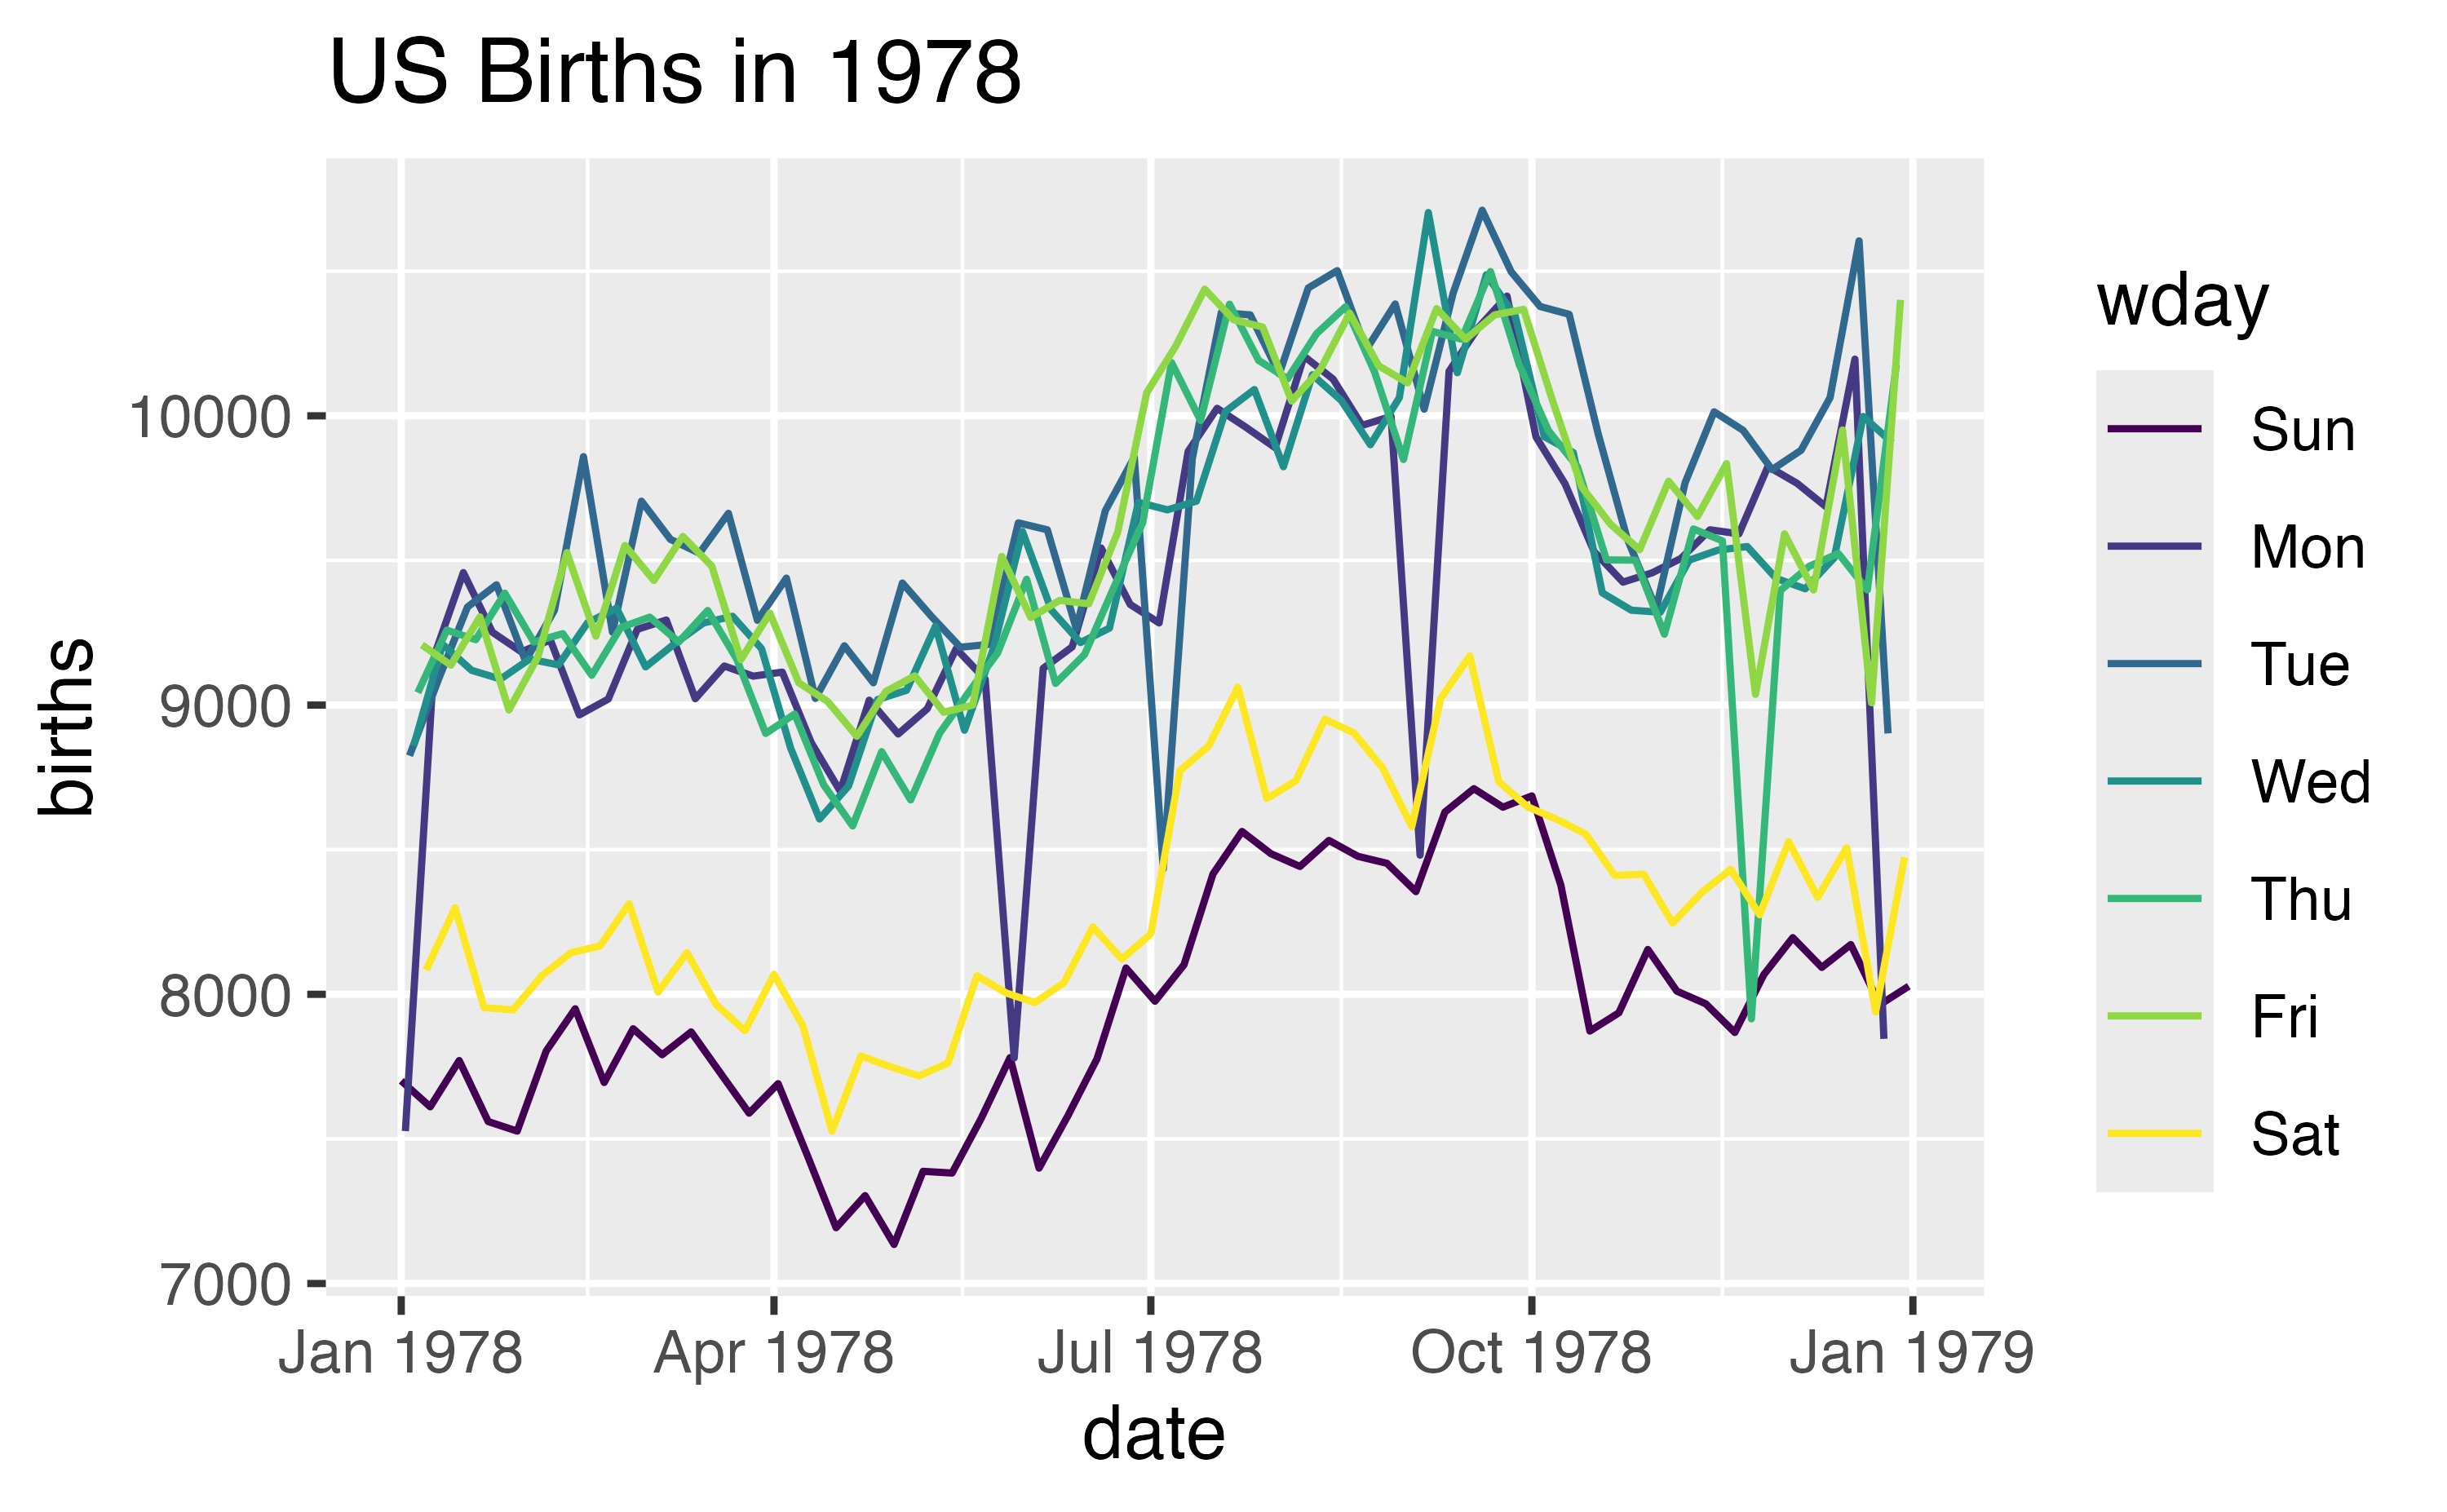 US Births in 1978
births
10000
9000
8000
7000
Jan 1978
Apr 1978
Jul 1978
Oct 1978
Jan 1979
date
wday
Sun
Mon
Tue
Wed
Thu
Fri
Sat